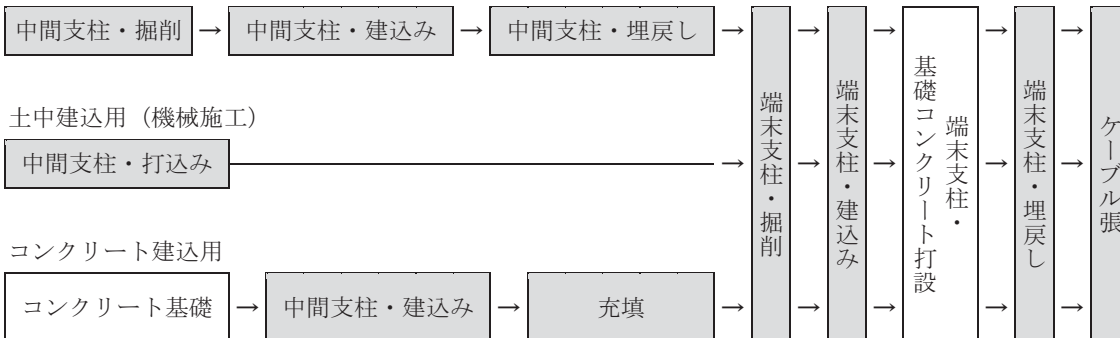 中間支柱・掘削 → 中間支柱・建込み → 中間支柱・埋戻し →
土中建込用（機械施工）
中間支柱・打込み →
コンクリート建込用
コンクリート基礎 → 中間支柱・建込み → 充填 →
端末支柱・掘削
端末支柱・建込み
端末支柱・
基礎コンクリート打設
端末支柱・埋戻し
ケーブル張